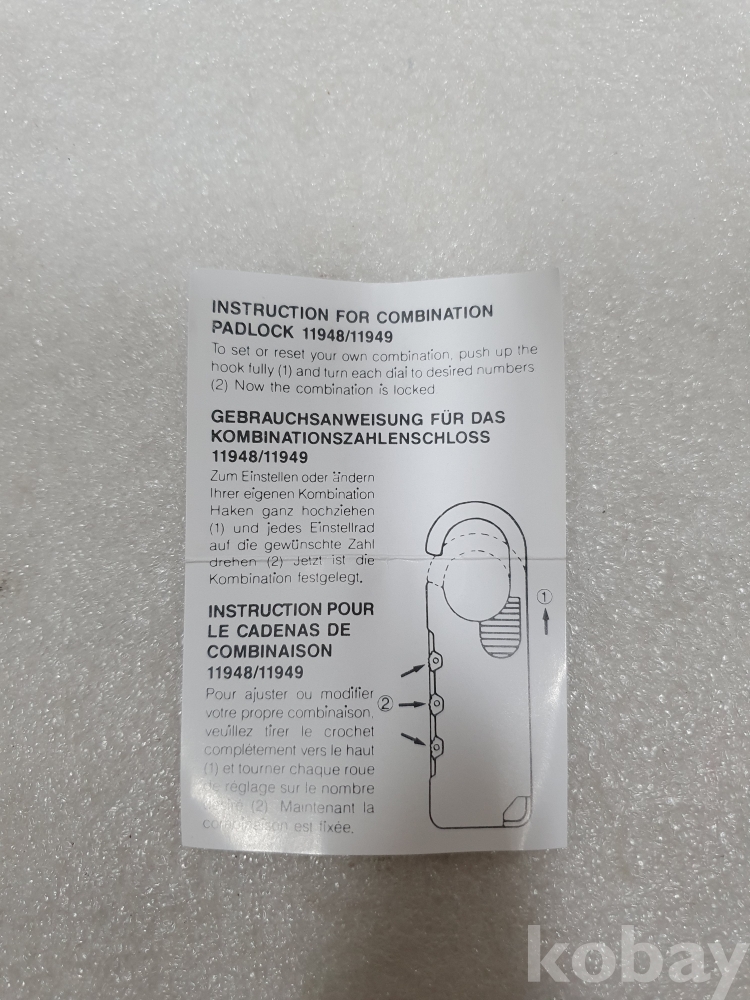 INSTRUCTION FOR COMBINATION
PADLOCK 11948/11949
To set or reset your own combination, push up the
hook fully (1) and turn each dial to desired numbers
(2) Now the combination is locked
GEBRAUCHSANWEISUNG FÜR DAS
KOMBINATIONSZAHLENSCHLOSS
11948/11949
Zum Einstellen oder ändern
Ihrer eigenen Kombination
Haken ganz hochziehen
(1) und jedes Einstellrad
auf die gewünschte Zahl
drehen (2) Jetzt ist die
Kombination festgelegt.
INSTRUCTION POUR
LE CADENAS DE
COMBINAISON
11948/11949
Pour ajuster ou modifier
votre propre combinaison,
veuillez tirer le crochet
complétement vers le haut
(1) et tourner chaque roue
de réglage sur le nombre
désiré (2). Maintenant la
combinaison est fixée.
1
2
kobay